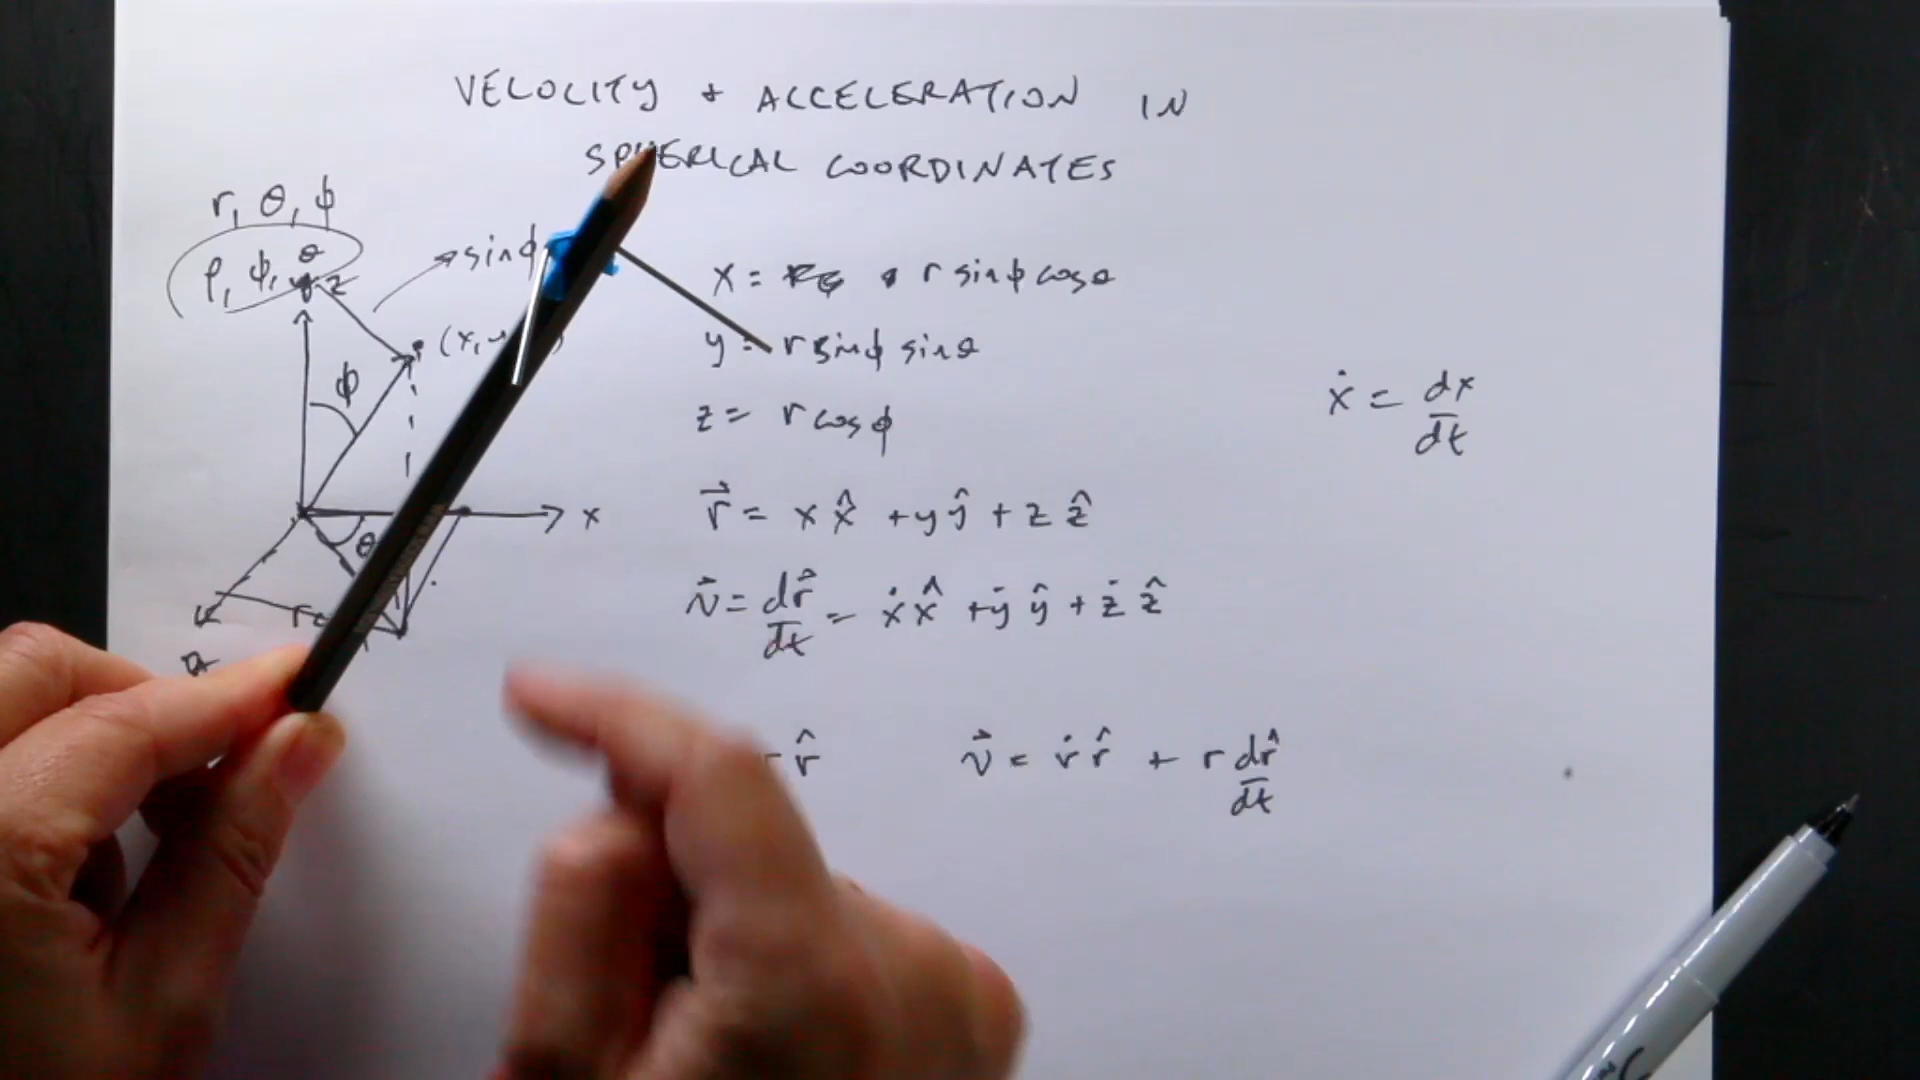 VELOCITY + ACCELERATION IN
SPHERICAL COORDINATES
r, θ, ϕ
ρ, ϕ, θ
z
sinϕ
x = r sinϕ cosθ
(x,
y = r sinϕ sinθ
ẋ = dx/dt
ϕ
z = r cosϕ
x
r⃗ = x x̂ + y ŷ + z ẑ
θ
v⃗ = dr⃗/dt = ẋ x̂ + ẏ ŷ + ż ẑ
r̂
v⃗ = ṙ r̂ + r dr̂/dt